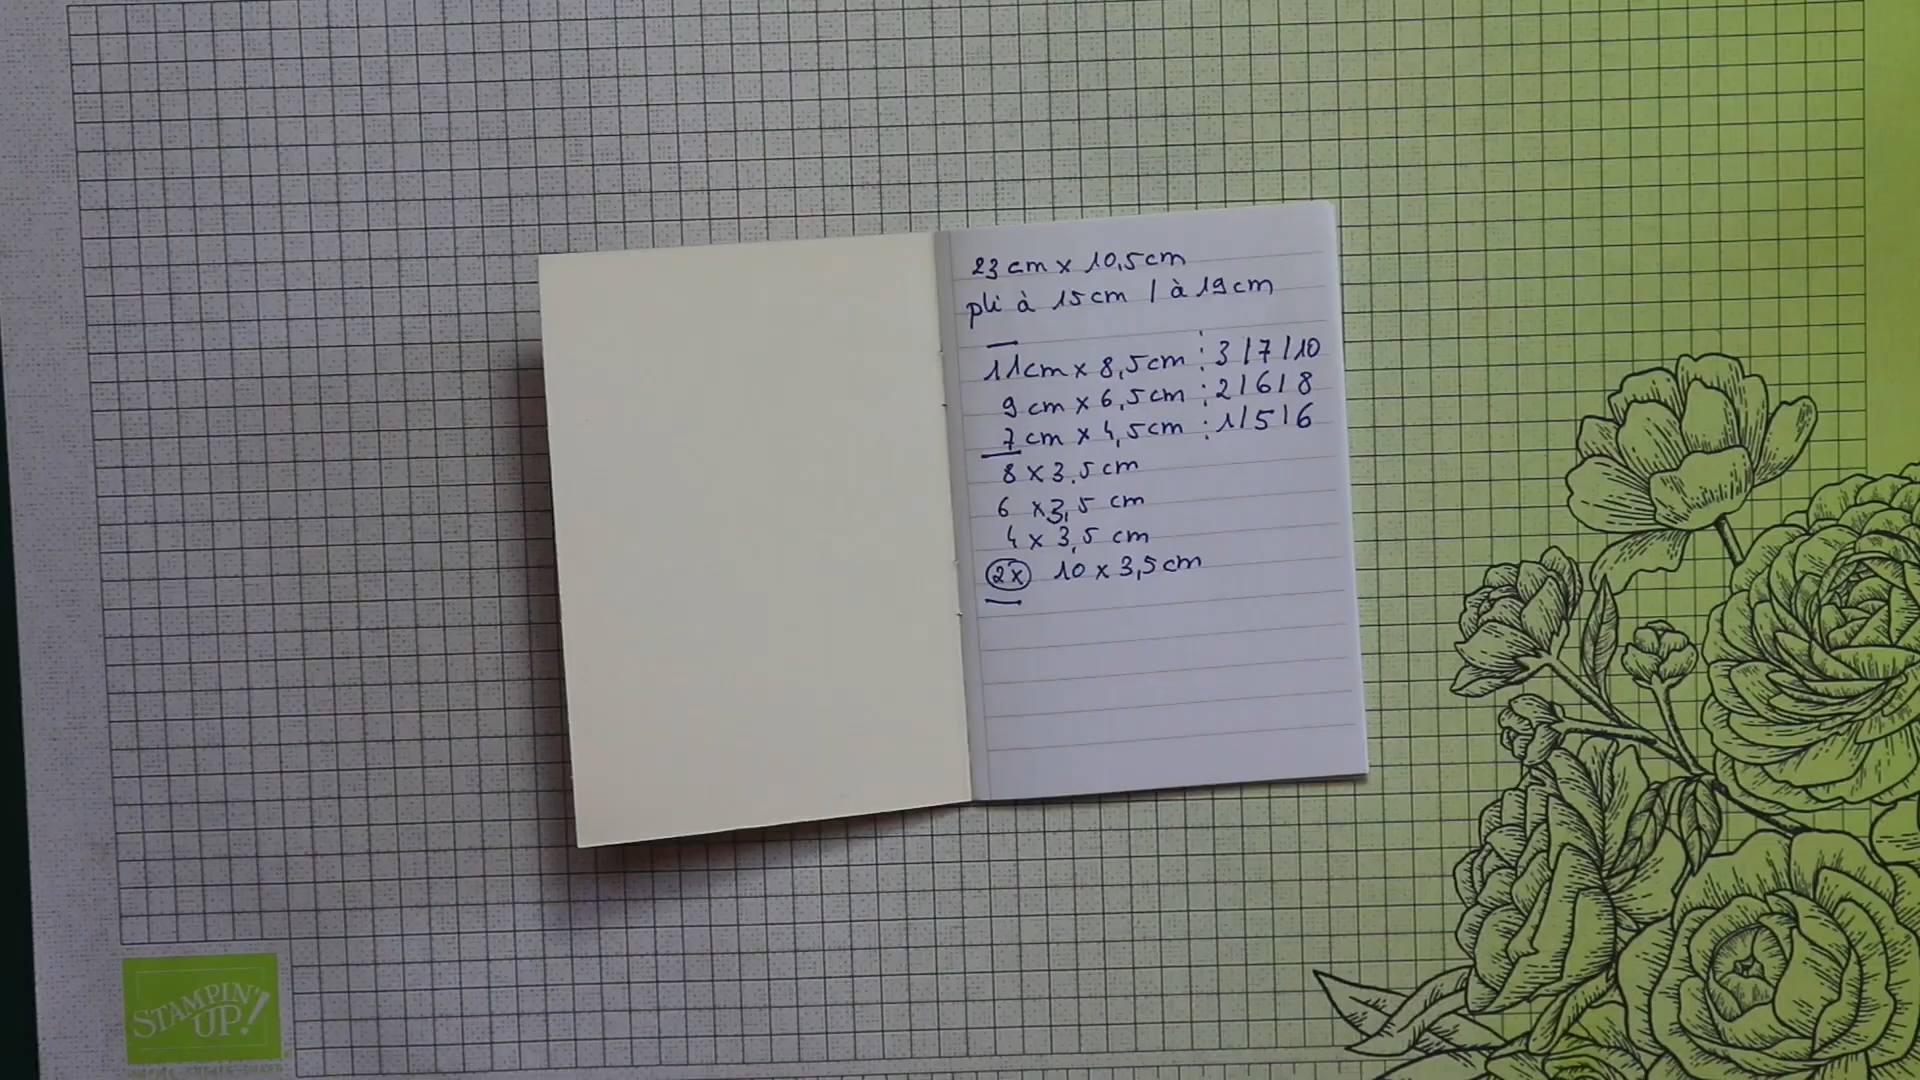 23 cm x 10,5 cm
pli à 15 cm / à 19 cm
11 cm x 8,5 cm : 3 / 7 / 10
9 cm x 6,5 cm : 2 / 6 / 8
7 cm x 4,5 cm : 1 / 5 / 6
8 x 3,5 cm
6 x 3,5 cm
4 x 3,5 cm
2x 10 x 3,5 cm
STAMPIN'
UP!